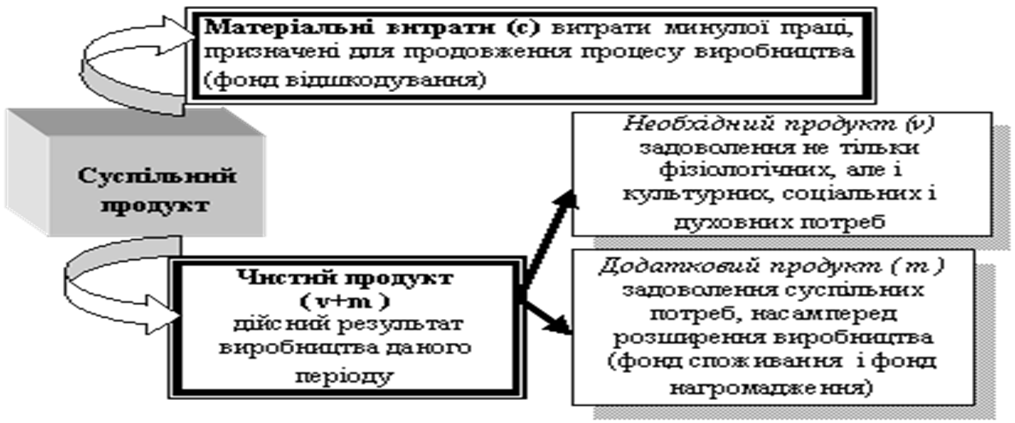 Матеріальні витрати (с) витрати минулої праці,
призначені для продовження процесу виробництва
(фонд відшкодування)
Суспільний
продукт
Необхідний продукт (v)
задоволення не тільки
фізіологічних, але і
культурних, соціальних і
духовних потреб
Чистий продукт
( v+m )
дійсний результат
виробництва даного
періоду
Додатковий продукт ( m )
задоволення суспільних
потреб, насамперед
розширення виробництва
(фонд споживання і фонд
нагромадження)